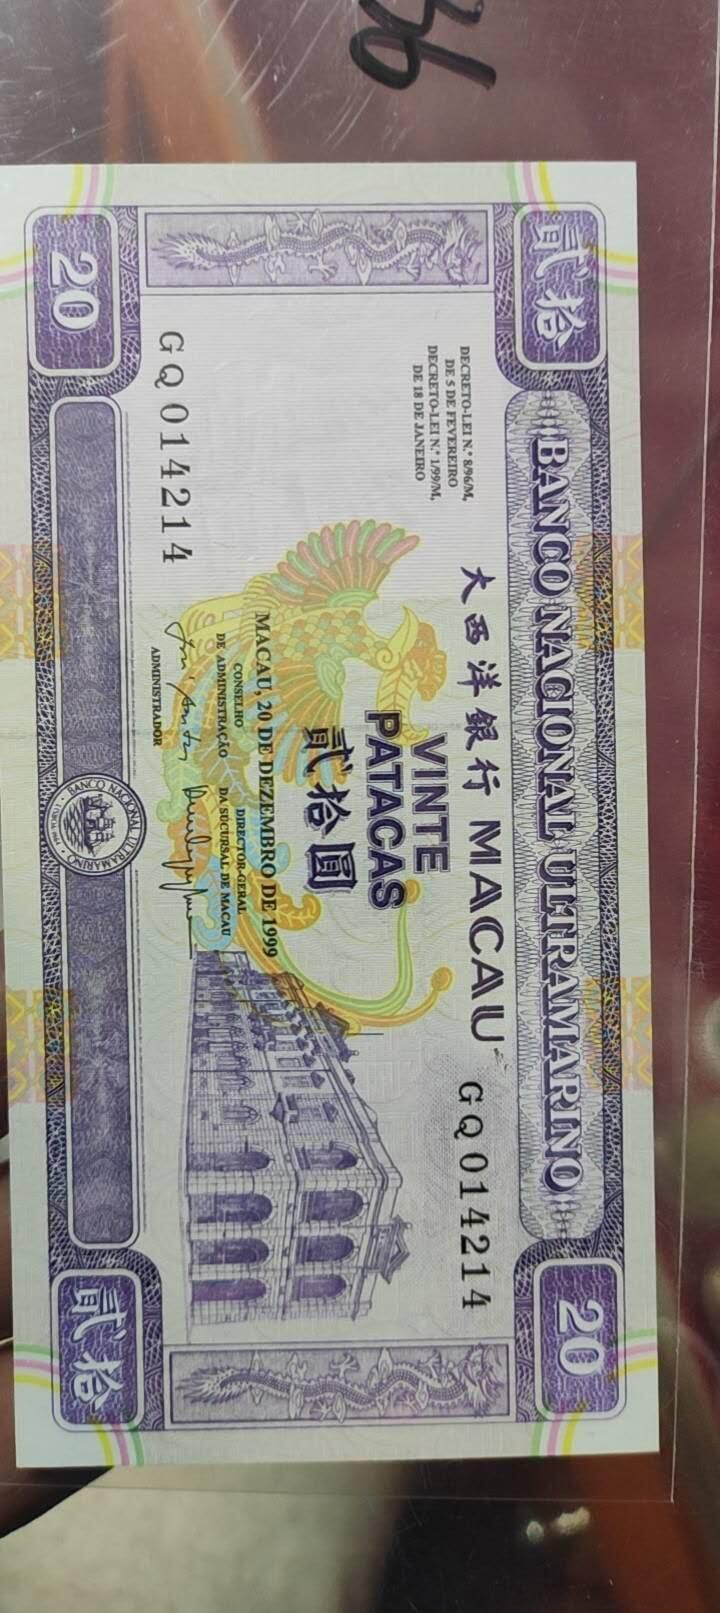 貳拾
BANCO NACIONAL ULTRAMARINO
20
DECRETO-LEI N.º 8/96/M,
DE 5 DE FEVEREIRO
DECRETO-LEI N.º 1/99/M,
DE 18 DE JANEIRO
大西洋銀行 MACAU
GQ014214
VINTE
PATACAS
貳拾圓
MACAU, 20 DE DEZEMBRO DE 1999
CONSELHO
DE ADMINISTRAÇÃO
DIRECTOR-GERAL
DA SUCURSAL DE MACAU
ADMINISTRADOR
GQ014214
20
BANCO NACIONAL ULTRAMARINO
貳拾